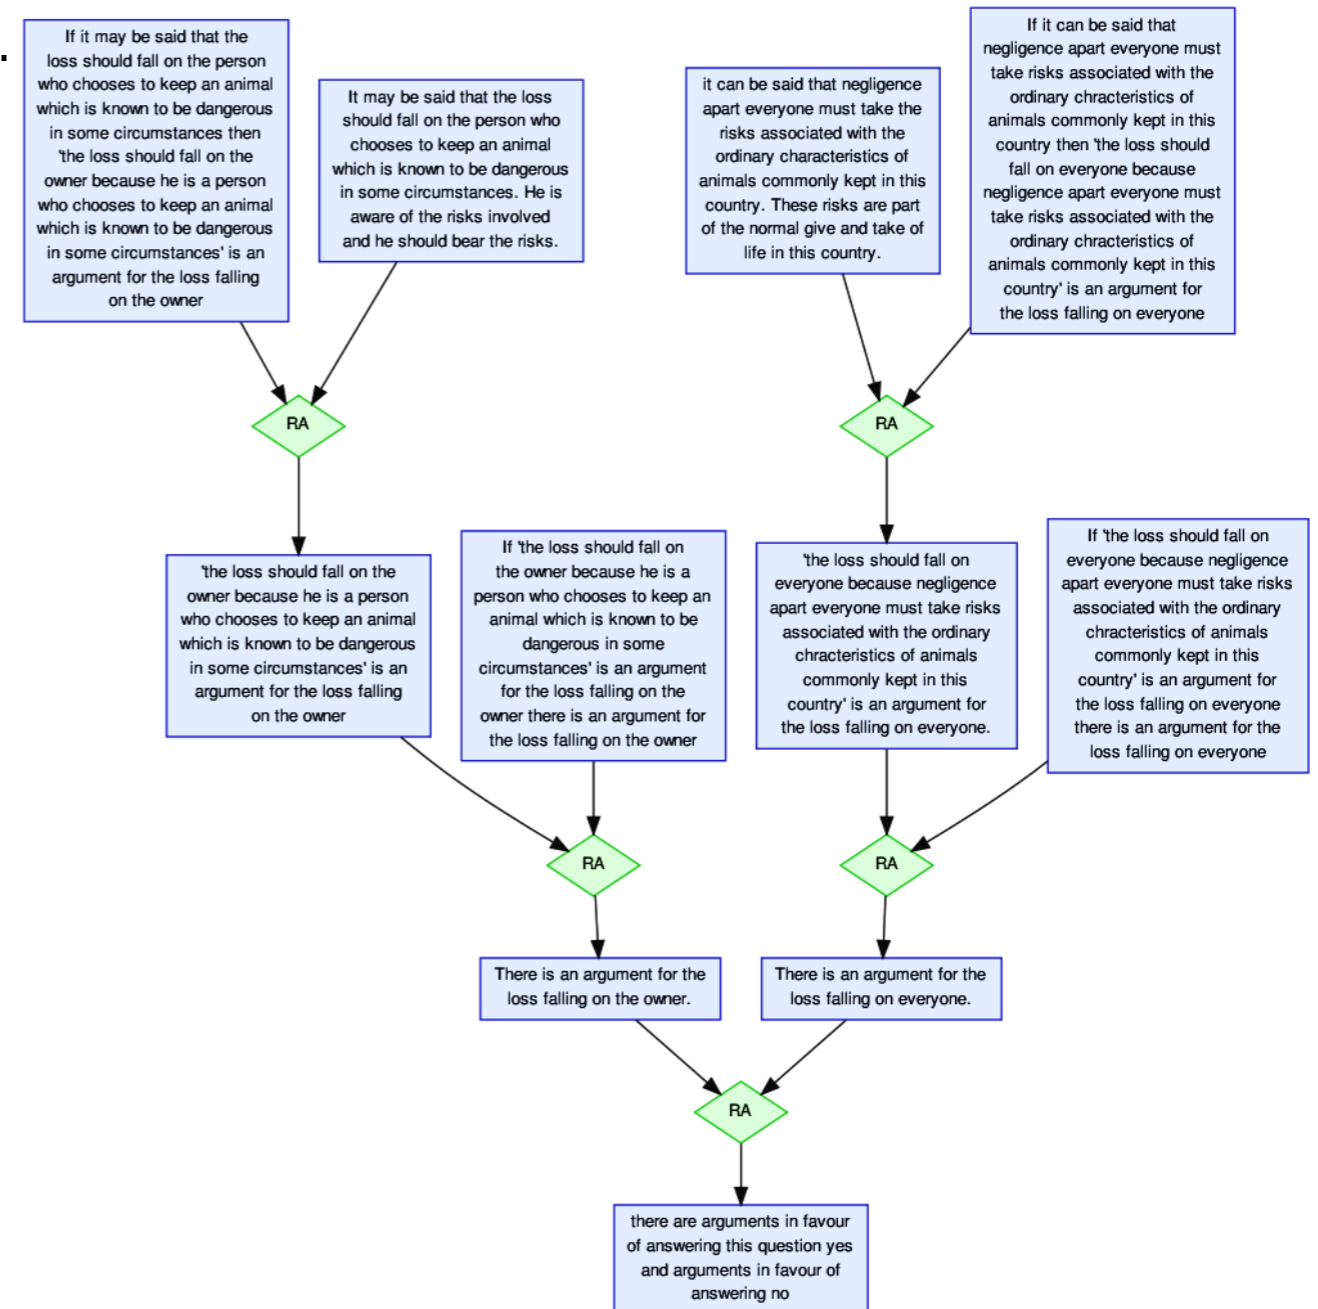 If it may be said that the
loss should fall on the person
who chooses to keep an animal
which is known to be dangerous
in some circumstances then
'the loss should fall on the
owner because he is a person
who chooses to keep an animal
which is known to be dangerous
in some circumstances' is an
argument for the loss falling
on the owner
It may be said that the loss
should fall on the person who
chooses to keep an animal
which is known to be dangerous
in some circumstances. He is
aware of the risks involved
and he should bear the risks.
it can be said that negligence
apart everyone must take the
risks associated with the
ordinary characteristics of
animals commonly kept in this
country. These risks are part
of the normal give and take of
life in this country.
If it can be said that
negligence apart everyone must
take risks associated with the
ordinary chracteristics of
animals commonly kept in this
country then 'the loss should
fall on everyone because
negligence apart everyone must
take risks associated with the
ordinary chracteristics of
animals commonly kept in this
country' is an argument for
the loss falling on everyone
RA
RA
'the loss should fall on the
owner because he is a person
who chooses to keep an animal
which is known to be dangerous
in some circumstances' is an
argument for the loss falling
on the owner
If 'the loss should fall on
the owner because he is a
person who chooses to keep an
animal which is known to be
dangerous in some
circumstances' is an argument
for the loss falling on the
owner there is an argument for
the loss falling on the owner
'the loss should fall on
everyone because negligence
apart everyone must take risks
associated with the ordinary
chracteristics of animals
commonly kept in this
country' is an argument for
the loss falling on everyone.
If 'the loss should fall on
everyone because negligence
apart everyone must take risks
associated with the ordinary
chracteristics of animals
commonly kept in this
country' is an argument for
the loss falling on everyone
there is an argument for the
loss falling on everyone
RA
RA
There is an argument for the
loss falling on the owner.
There is an argument for the
loss falling on everyone.
RA
there are arguments in favour
of answering this question yes
and arguments in favour of
answering no